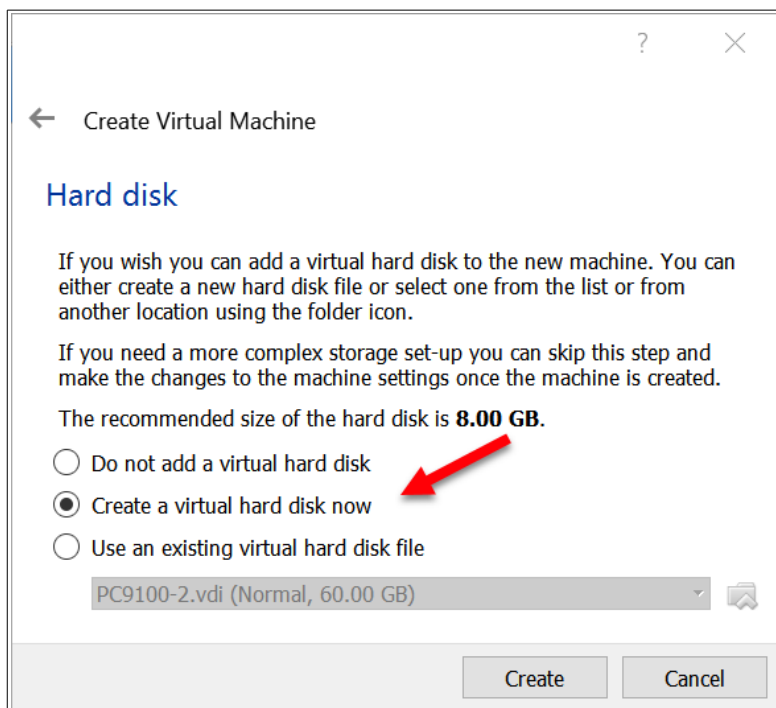 ?
Create Virtual Machine
Hard disk
If you wish you can add a virtual hard disk to the new machine. You can
either create a new hard disk file or select one from the list or from
another location using the folder icon.
If you need a more complex storage set-up you can skip this step and
make the changes to the machine settings once the machine is created.
The recommended size of the hard disk is 8.00 GB.
Do not add a virtual hard disk
Create a virtual hard disk now
Use an existing virtual hard disk file
PC9100-2.vdi (Normal, 60.00 GB)
Create Cancel